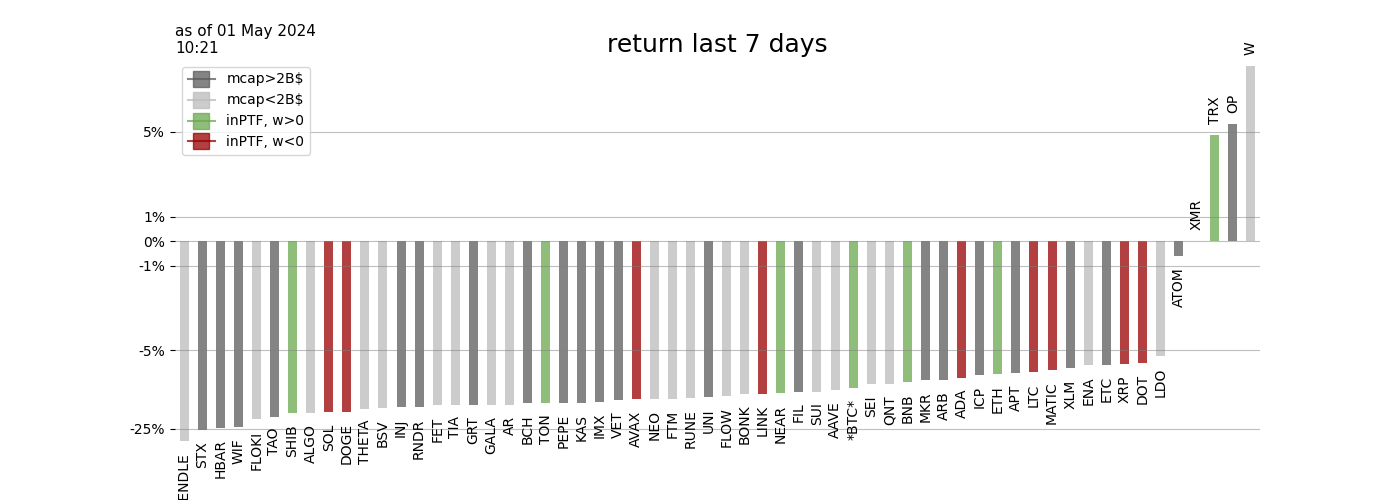 as of 01 May 2024
10:21
return last 7 days
mcap>2B$
mcap<2B$
inPTF, w>0
inPTF, w<0
5%
1%
0%
-1%
-5%
-25%
ENDLE
STX
HBAR
WIF
FLOKI
TAO
SHIB
ALGO
SOL
DOGE
THETA
BSV
INJ
RNDR
FET
TIA
GRT
GALA
AR
BCH
TON
PEPE
KAS
IMX
VET
AVAX
NEO
FTM
RUNE
UNI
FLOW
BONK
LINK
NEAR
FIL
SUI
AAVE
*BTC*
SEI
QNT
BNB
MKR
ARB
ADA
ICP
ETH
APT
LTC
MATIC
XLM
ENA
ETC
XRP
DOT
LDO
ATOM
XMR
TRX
OP
W